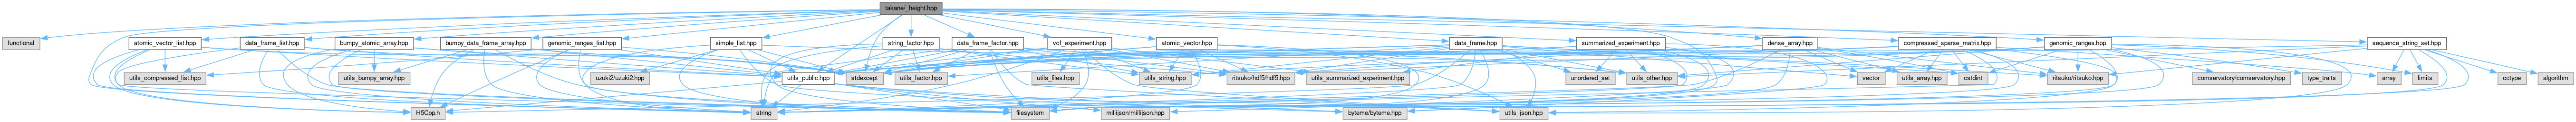 takane/_height.hpp
functional
atomic_vector_list.hpp
data_frame_list.hpp
bumpy_atomic_array.hpp
bumpy_data_frame_array.hpp
genomic_ranges_list.hpp
simple_list.hpp
string_factor.hpp
data_frame_factor.hpp
vcf_experiment.hpp
atomic_vector.hpp
data_frame.hpp
summarized_experiment.hpp
dense_array.hpp
compressed_sparse_matrix.hpp
genomic_ranges.hpp
sequence_string_set.hpp
utils_compressed_list.hpp
utils_bumpy_array.hpp
uzuki2/uzuki2.hpp
utils_public.hpp
stdexcept
utils_factor.hpp
utils_files.hpp
utils_string.hpp
ritsuko/hdf5/hdf5.hpp
utils_summarized_experiment.hpp
unordered_set
utils_other.hpp
vector
utils_array.hpp
cstdint
ritsuko/ritsuko.hpp
comservatory/comservatory.hpp
type_traits
array
limits
cctype
algorithm
H5Cpp.h
string
filesystem
millijson/millijson.hpp
byteme/byteme.hpp
utils_json.hpp